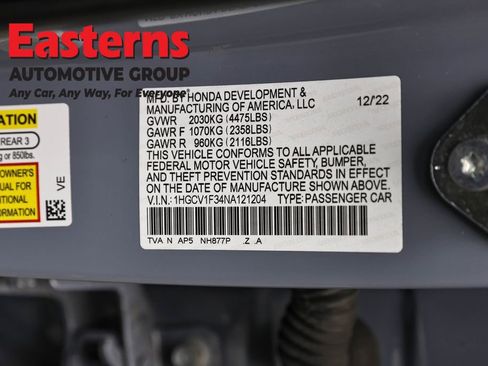 Easterns
AUTOMOTIVE GROUP
Any Car, Any Way, For Everyone
MFD. BY HONDA DEVELOPMENT &
MANUFACTURING OF AMERICA, LLC 12/22
GVWR 2030KG (4475LBS)
GAWR F 1070KG (2358LBS)
GAWR R 960KG (2116LBS)
THIS VEHICLE CONFORMS TO ALL APPLICABLE
FEDERAL MOTOR VEHICLE SAFETY, BUMPER,
AND THEFT PREVENTION STANDARDS IN EFFECT
ON THE DATE OF MANUFACTURE SHOWN ABOVE.
V.I.N.: 1HGCV1F34NA121204 TYPE: PASSENGER CAR
TVA N AP5 NH877P .Z .A
ATION
REAR 3
g or 850lbs.
OWNER'S
UAL FOR
VE